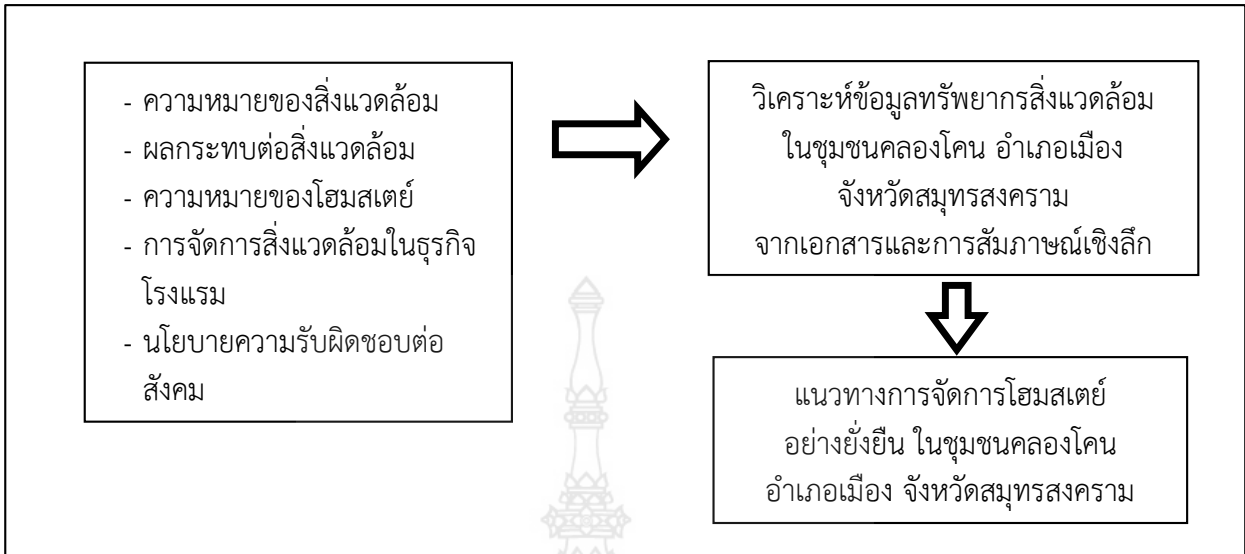 - ความหมายของสิ่งแวดล้อม
- ผลกระทบต่อสิ่งแวดล้อม
- ความหมายของโฮมสเตย์
- การจัดการสิ่งแวดล้อมในธุรกิจ
โรงแรม
- นโยบายความรับผิดชอบต่อ
สังคม
วิเคราะห์ข้อมูลทรัพยากรสิ่งแวดล้อม
ในชุมชนคลองโคน อำเภอเมือง
จังหวัดสมุทรสงคราม
จากเอกสารและการสัมภาษณ์เชิงลึก
แนวทางการจัดการโฮมสเตย์
อย่างยั่งยืน ในชุมชนคลองโคน
อำเภอเมือง จังหวัดสมุทรสงคราม